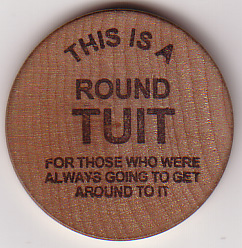 THIS IS A
ROUND
TUIT
FOR THOSE WHO WERE
ALWAYS GOING TO GET
AROUND TO IT